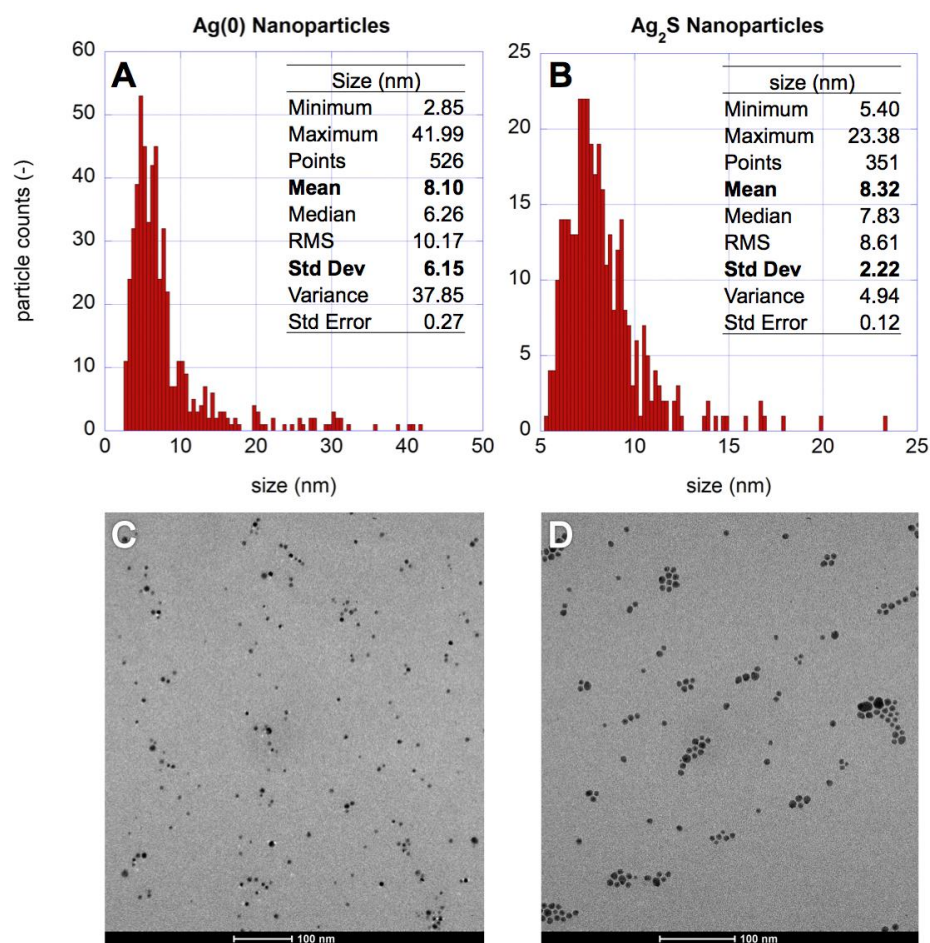 Ag(0) Nanoparticles
Ag2S Nanoparticles
particle counts (-)
A
60
50
40
30
20
10
0
Size (nm)
Minimum 2.85
Maximum 41.99
Points 526
Mean 8.10
Median 6.26
RMS 10.17
Std Dev 6.15
Variance 37.85
Std Error 0.27
0 10 20 30 40 50
size (nm)
B
25
20
15
10
5
0
size (nm)
Minimum 5.40
Maximum 23.38
Points 351
Mean 8.32
Median 7.83
RMS 8.61
Std Dev 2.22
Variance 4.94
Std Error 0.12
5 10 15 20 25
size (nm)
C
100 nm
D
100 nm